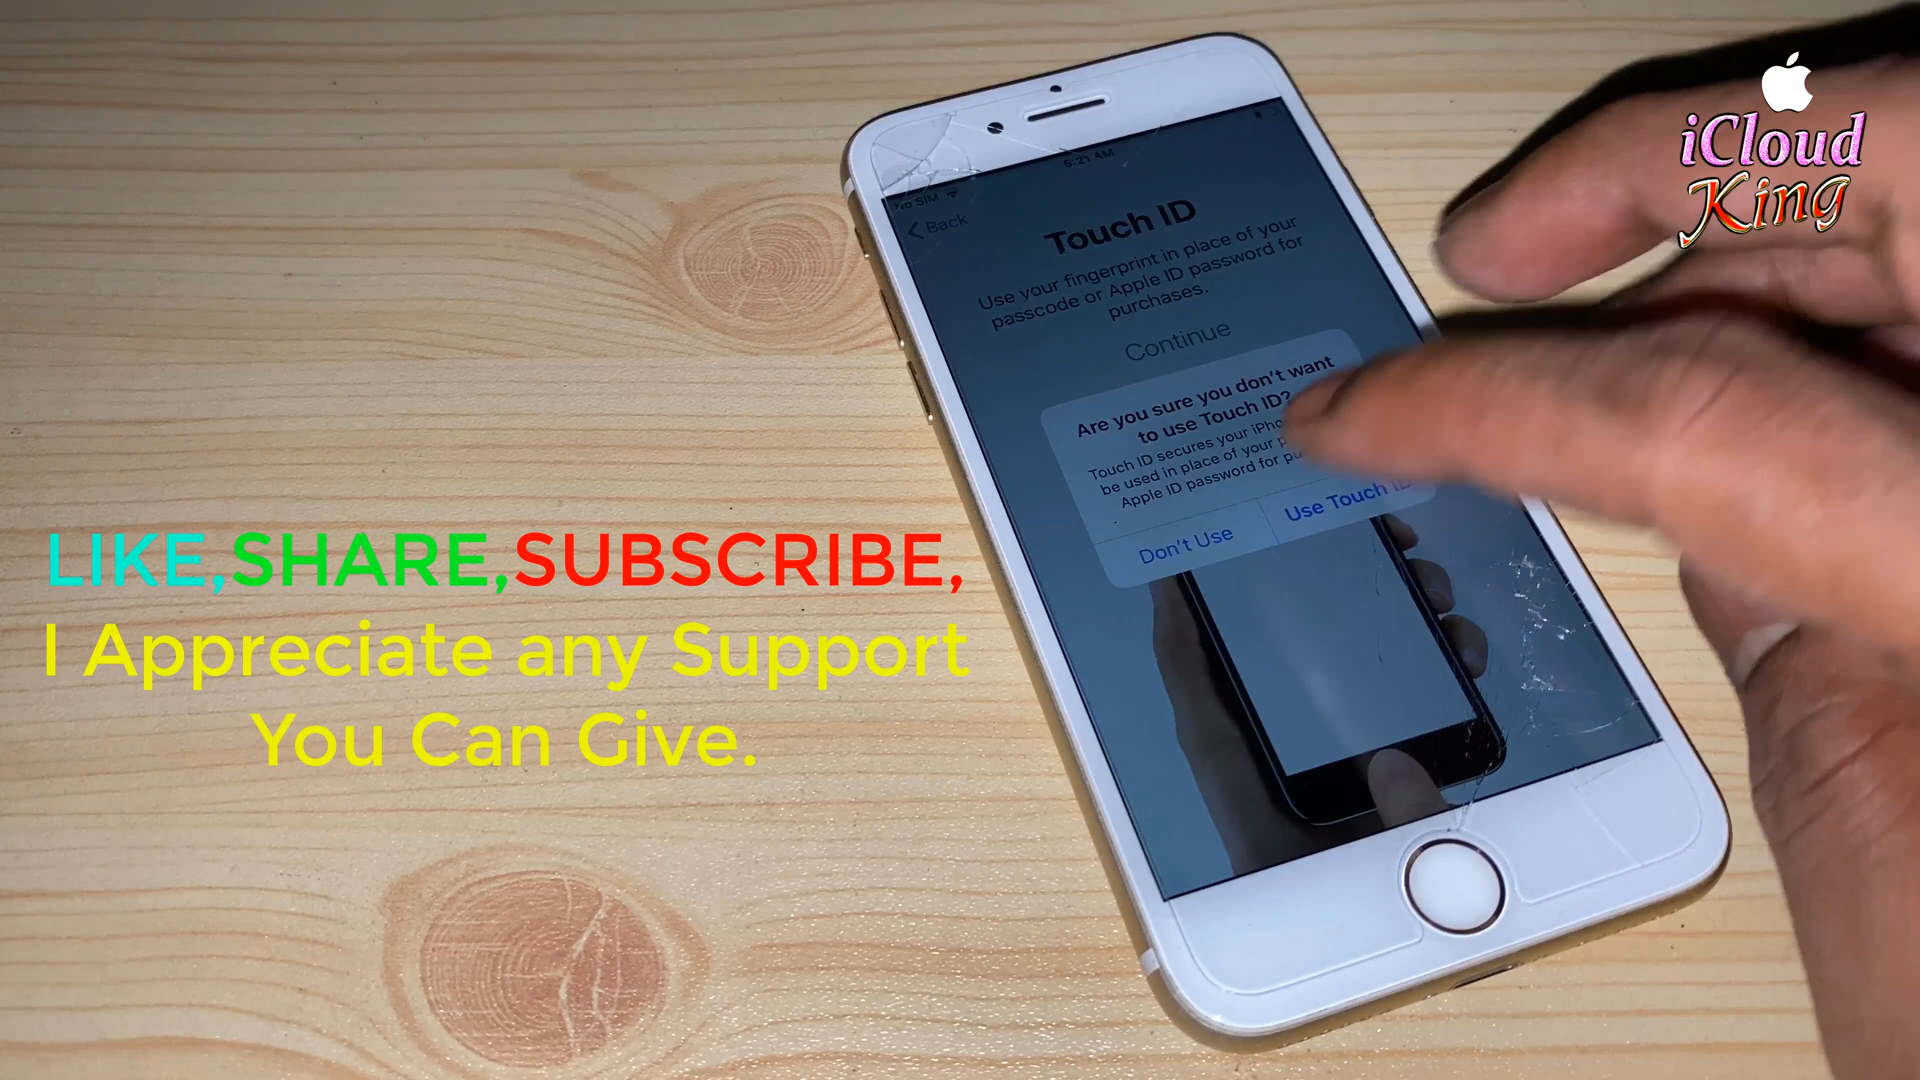 iCloud
King
5:21 AM
No SIM
Back
Touch ID
Use your fingerprint in place of your
passcode or Apple ID password for
purchases.
Continue
Are you sure you don't want
to use Touch ID?
Touch ID secures your
be used in place of your
Apple ID password for
Don't Use
Use Touch ID
LIKE,SHARE,SUBSCRIBE,
I Appreciate any Support
You Can Give.